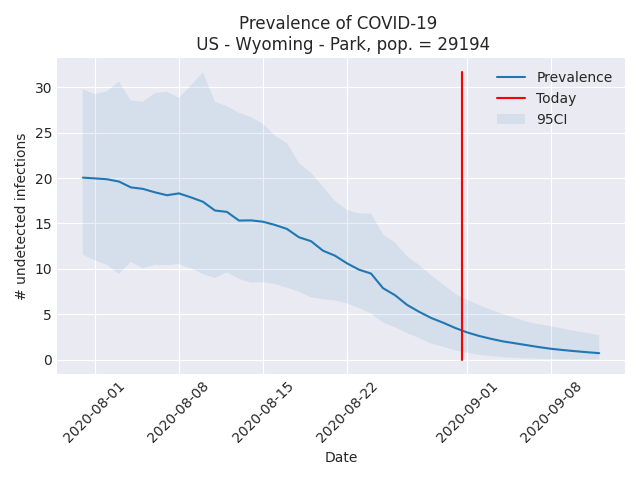 Prevalence of COVID-19
US - Wyoming - Park, pop. = 29194
Prevalence
Today
95CI
# undetected infections
30
25
20
15
10
5
0
2020-08-01
2020-08-08
2020-08-15
2020-08-22
2020-09-01
2020-09-08
Date